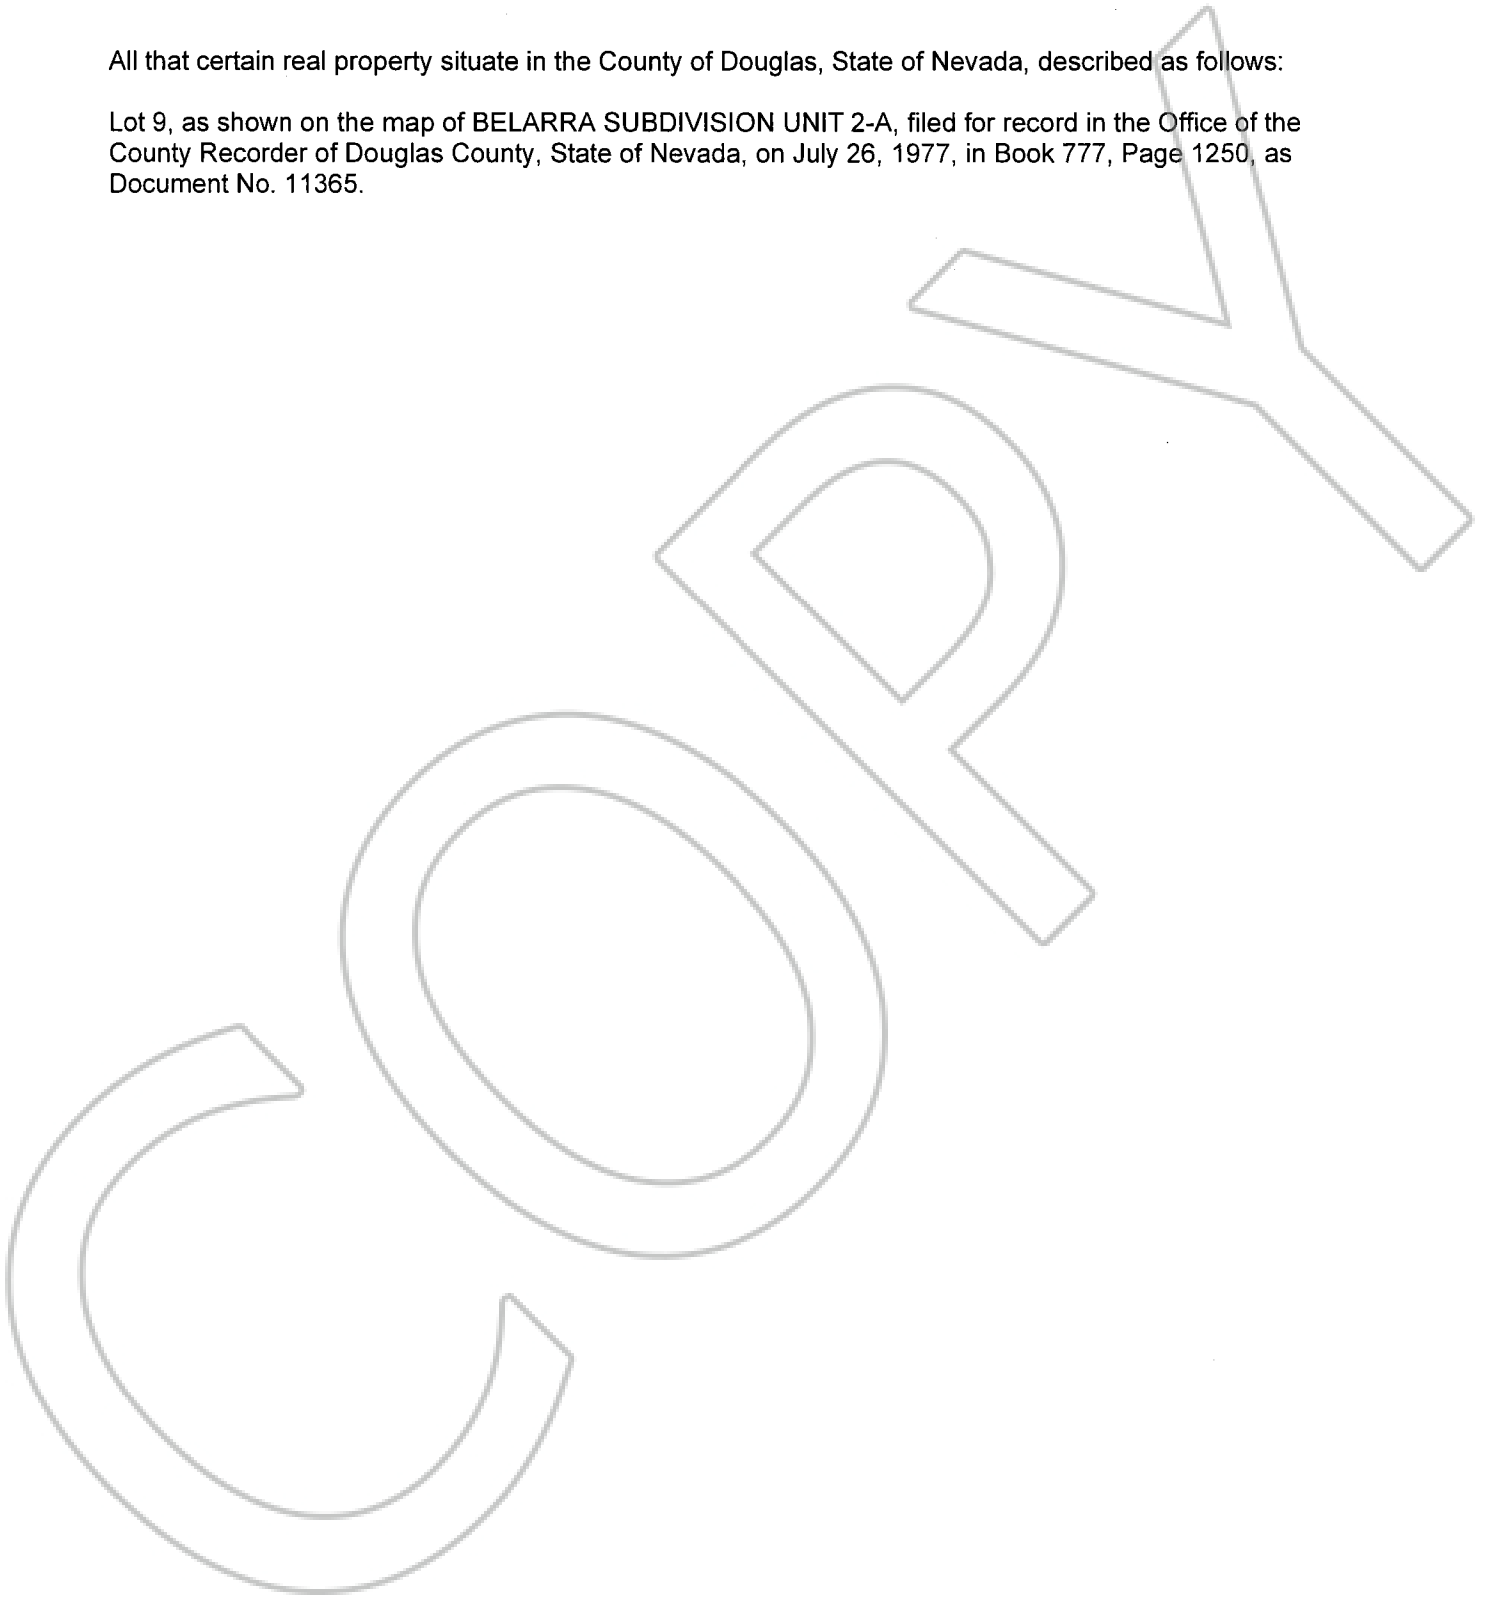 All that certain real property situate in the County of Douglas, State of Nevada, described as follows:
Lot 9, as shown on the map of BELARRA SUBDIVISION UNIT 2-A, filed for record in the Office of the
County Recorder of Douglas County, State of Nevada, on July 26, 1977, in Book 777, Page 1250, as
Document No. 11365.
COPY